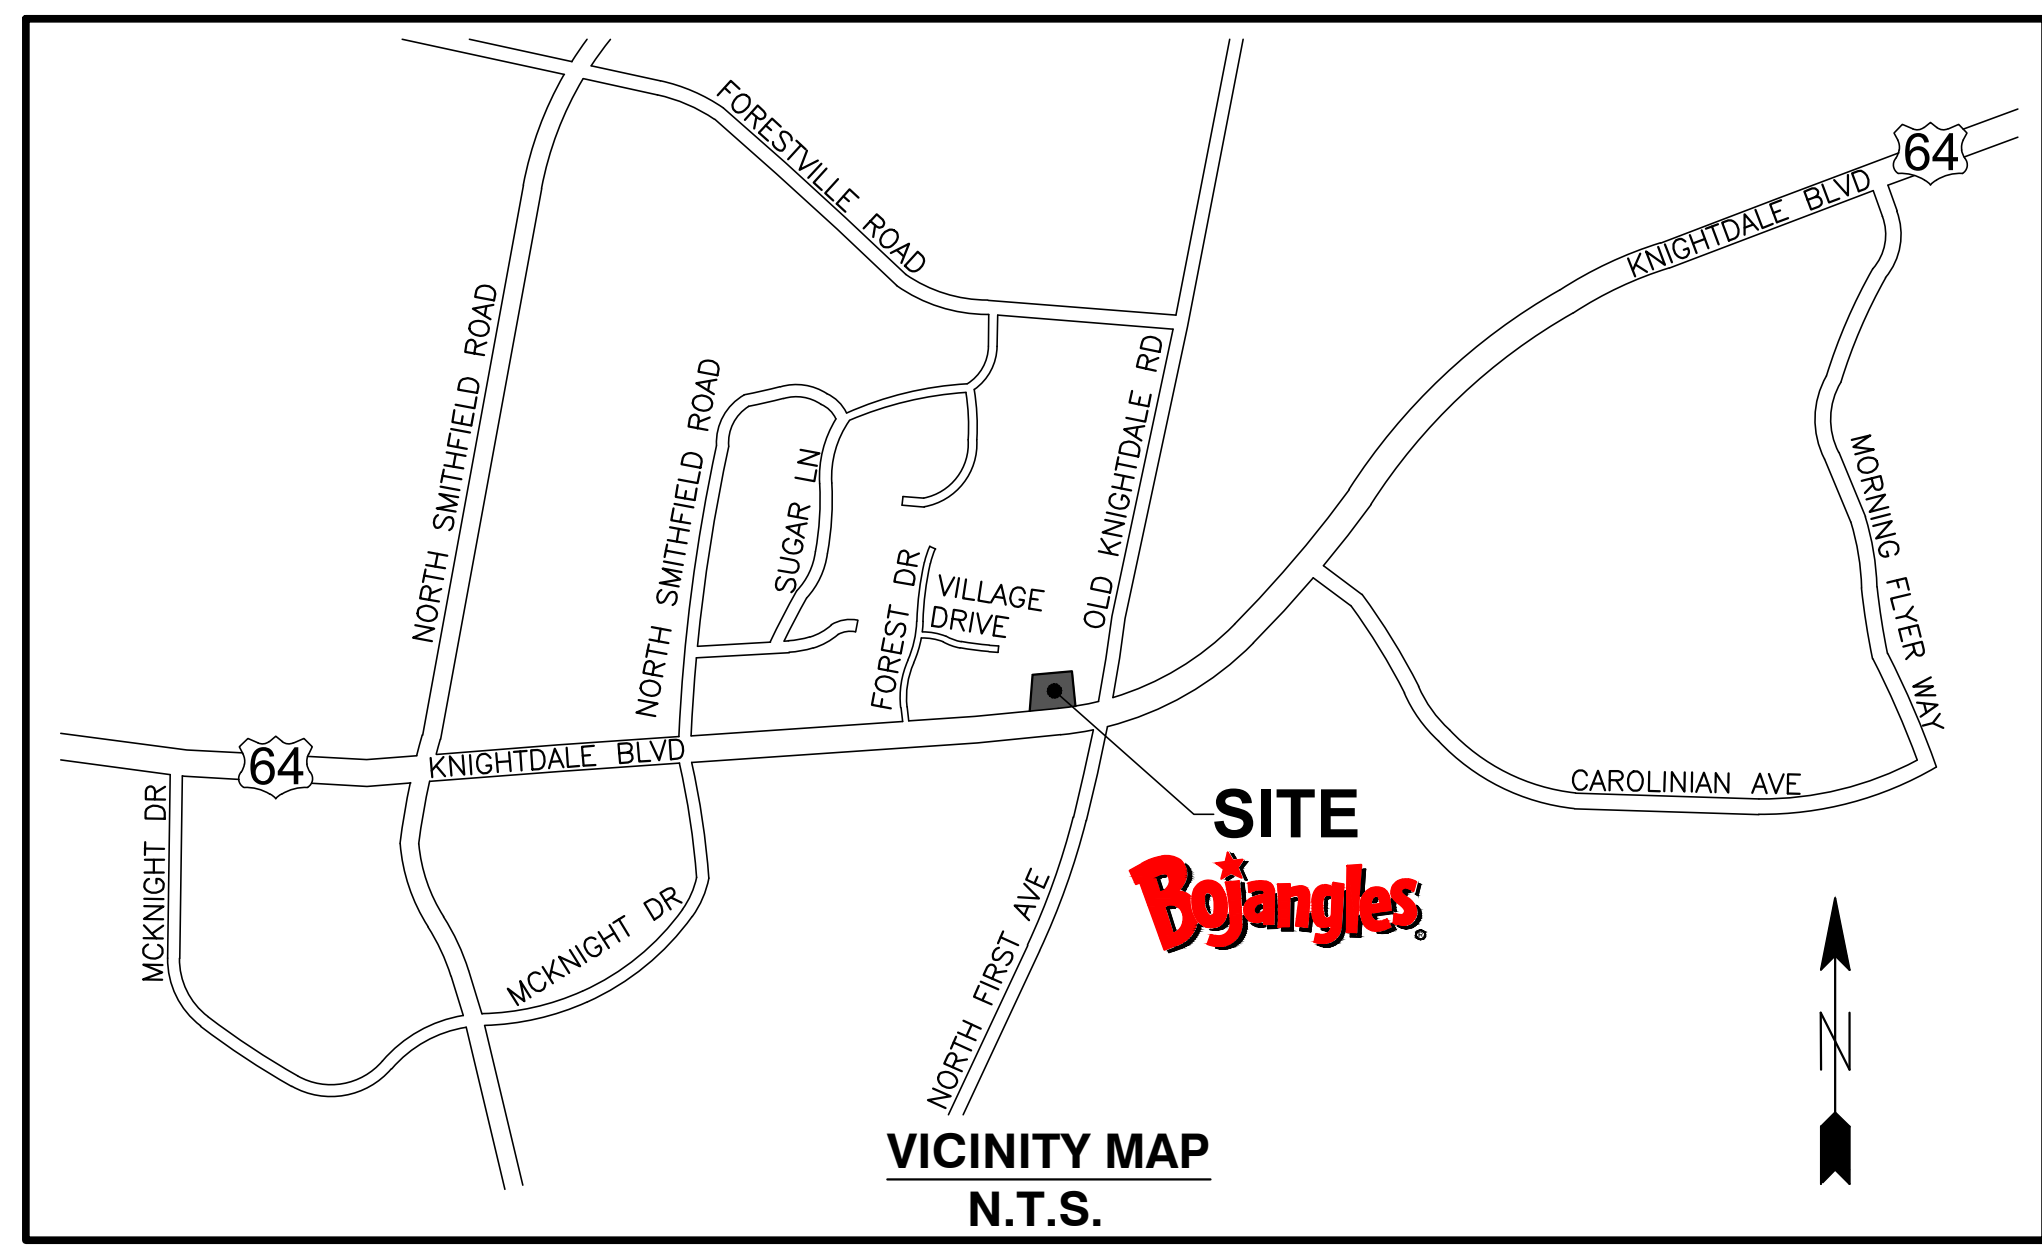 FORESTVILLE ROAD
64
KNIGHTDALE BLVD
NORTH SMITHFIELD ROAD
NORTH SMITHFIELD ROAD
OLD KNIGHTDALE RD
SUGAR LN
MORNING FLYER WAY
FOREST DR
VILLAGE
DRIVE
64
KNIGHTDALE BLVD
CAROLINIAN AVE
MCKNIGHT DR
SITE
Bojangles
®
MCKNIGHT DR
NORTH FIRST AVE
N
VICINITY MAP
N.T.S.